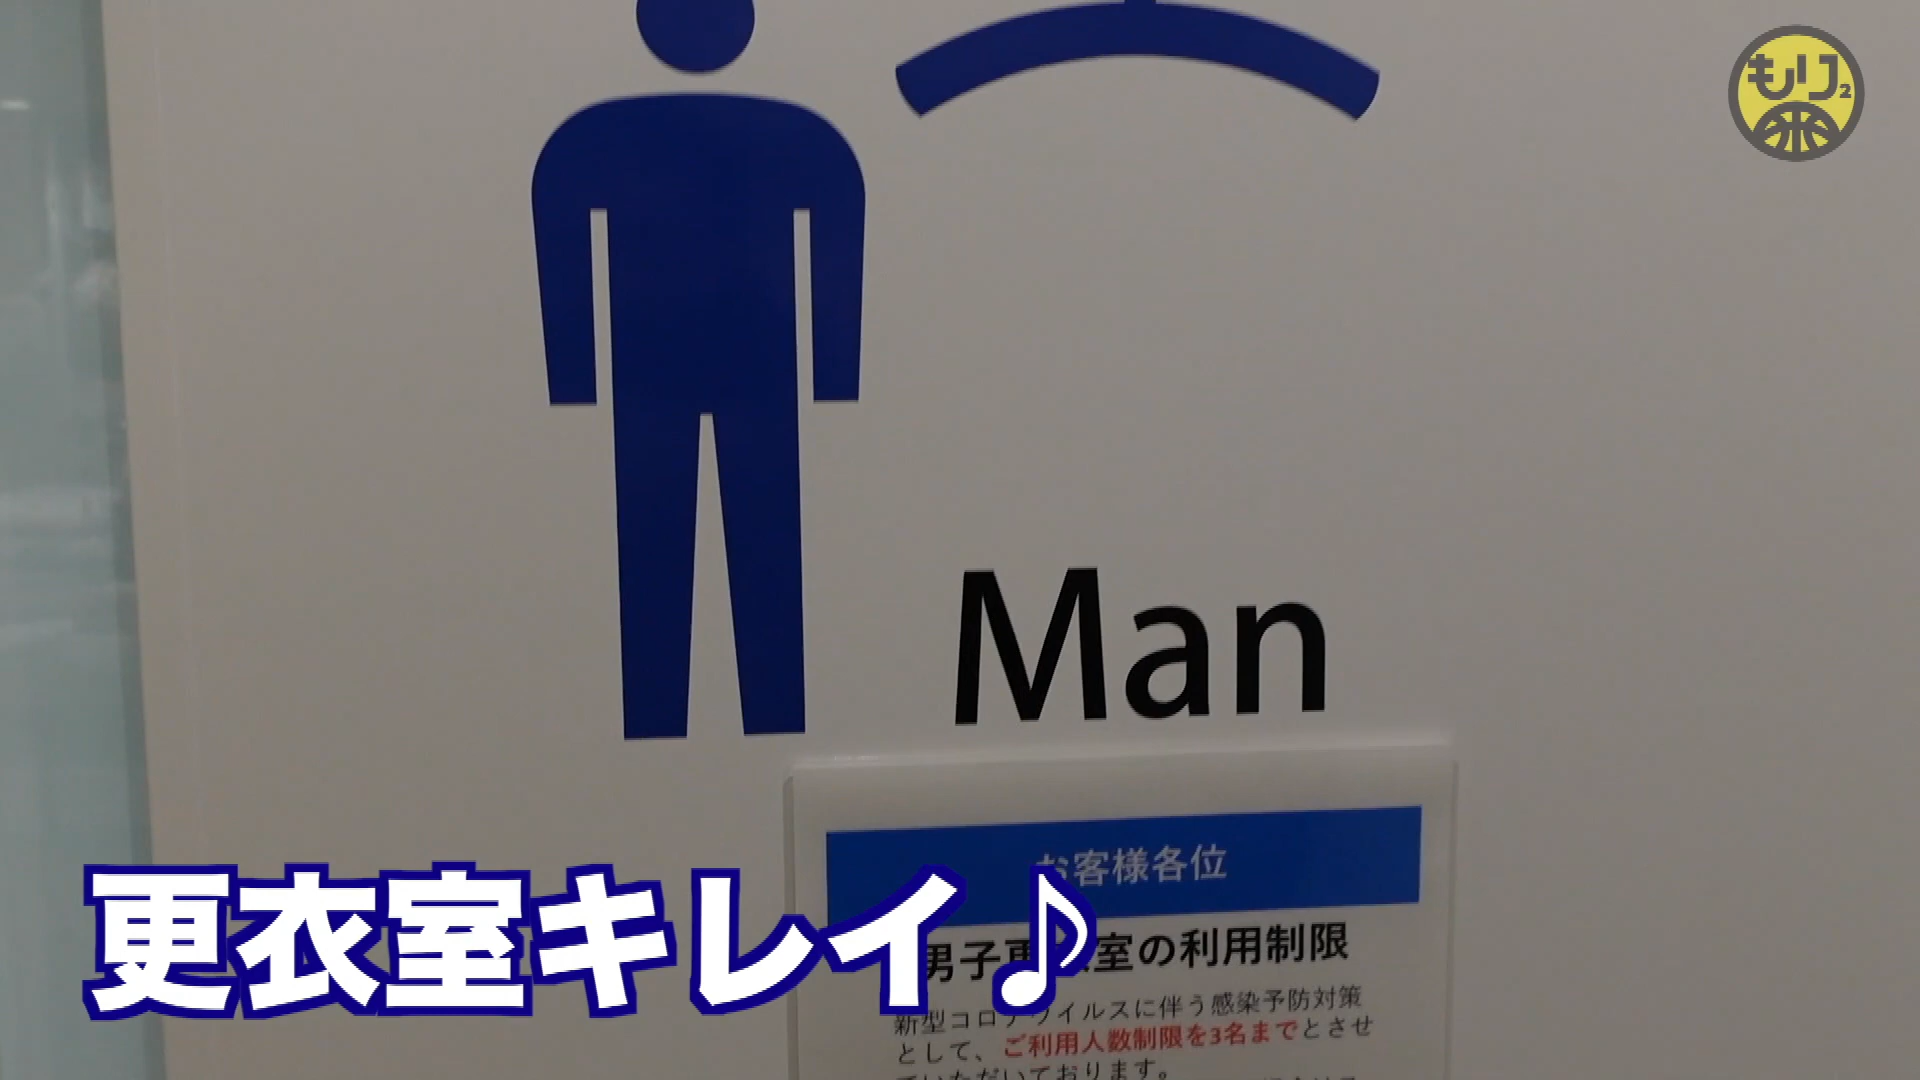 もり2
Man
お客様各位
男子更衣室の利用制限
新型コロナウイルスに伴う感染予防対策
として、ご利用人数制限を3名までとさせ
ていただいております。
更衣室キレイ♪